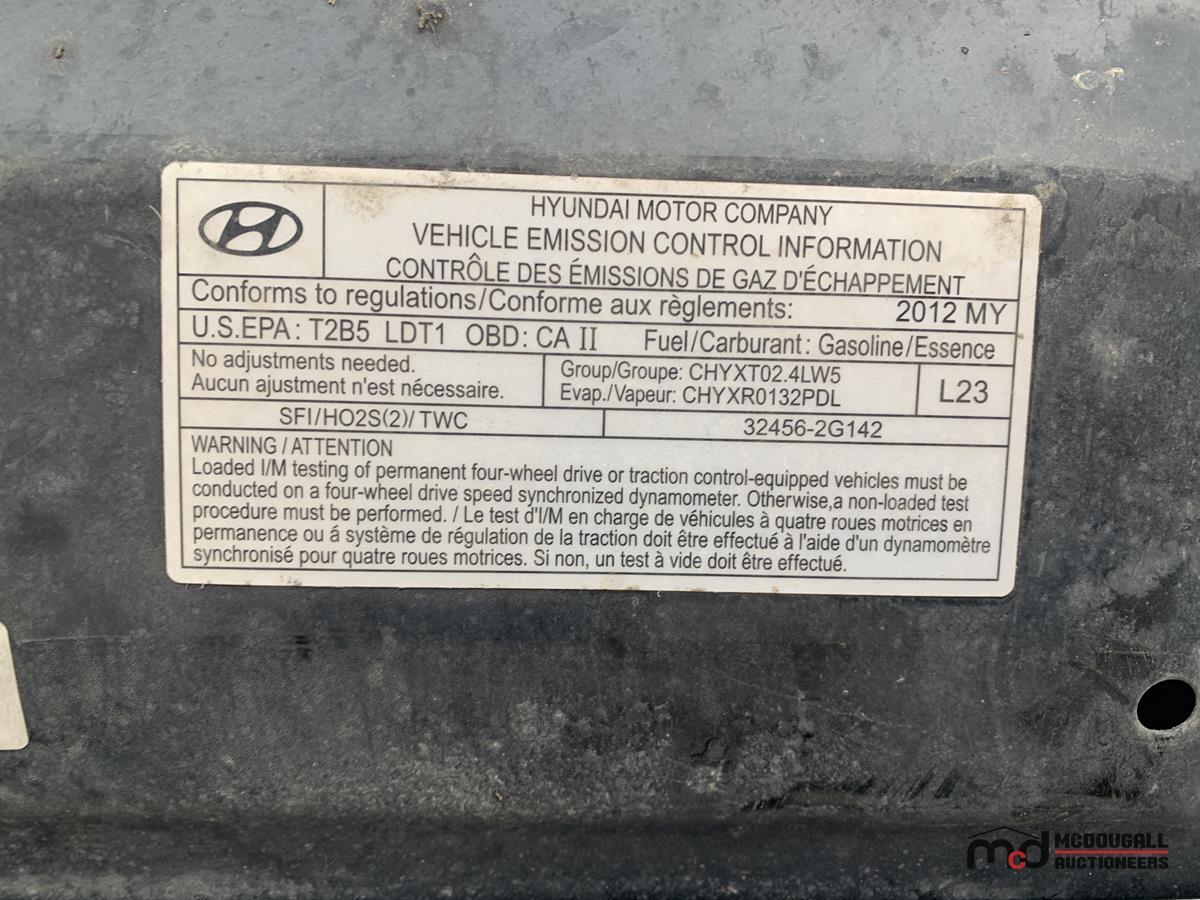 HYUNDAI MOTOR COMPANY
VEHICLE EMISSION CONTROL INFORMATION
CONTRÔLE DES ÉMISSIONS DE GAZ D'ÉCHAPPEMENT
Conforms to regulations/Conforme aux règlements: 2012 MY
U.S.EPA: T2B5 LDT1 OBD: CA II Fuel/Carburant: Gasoline/Essence
No adjustments needed.
Aucun ajustment n'est nécessaire.
Group/Groupe: CHYXT02.4LW5
Evap./Vapeur: CHYXR0132PDL
L23
SFI/HO2S(2)/TWC
32456-2G142
WARNING / ATTENTION
Loaded I/M testing of permanent four-wheel drive or traction control-equipped vehicles must be
conducted on a four-wheel drive speed synchronized dynamometer. Otherwise,a non-loaded test
procedure must be performed. / Le test d'I/M en charge de véhicules à quatre roues motrices en
permanence ou á système de régulation de la traction doit être effectué à l'aide d'un dynamomètre
synchronisé pour quatre roues motrices. Si non, un test à vide doit être effectué.
mcd MCDOUGALL
AUCTIONEERS